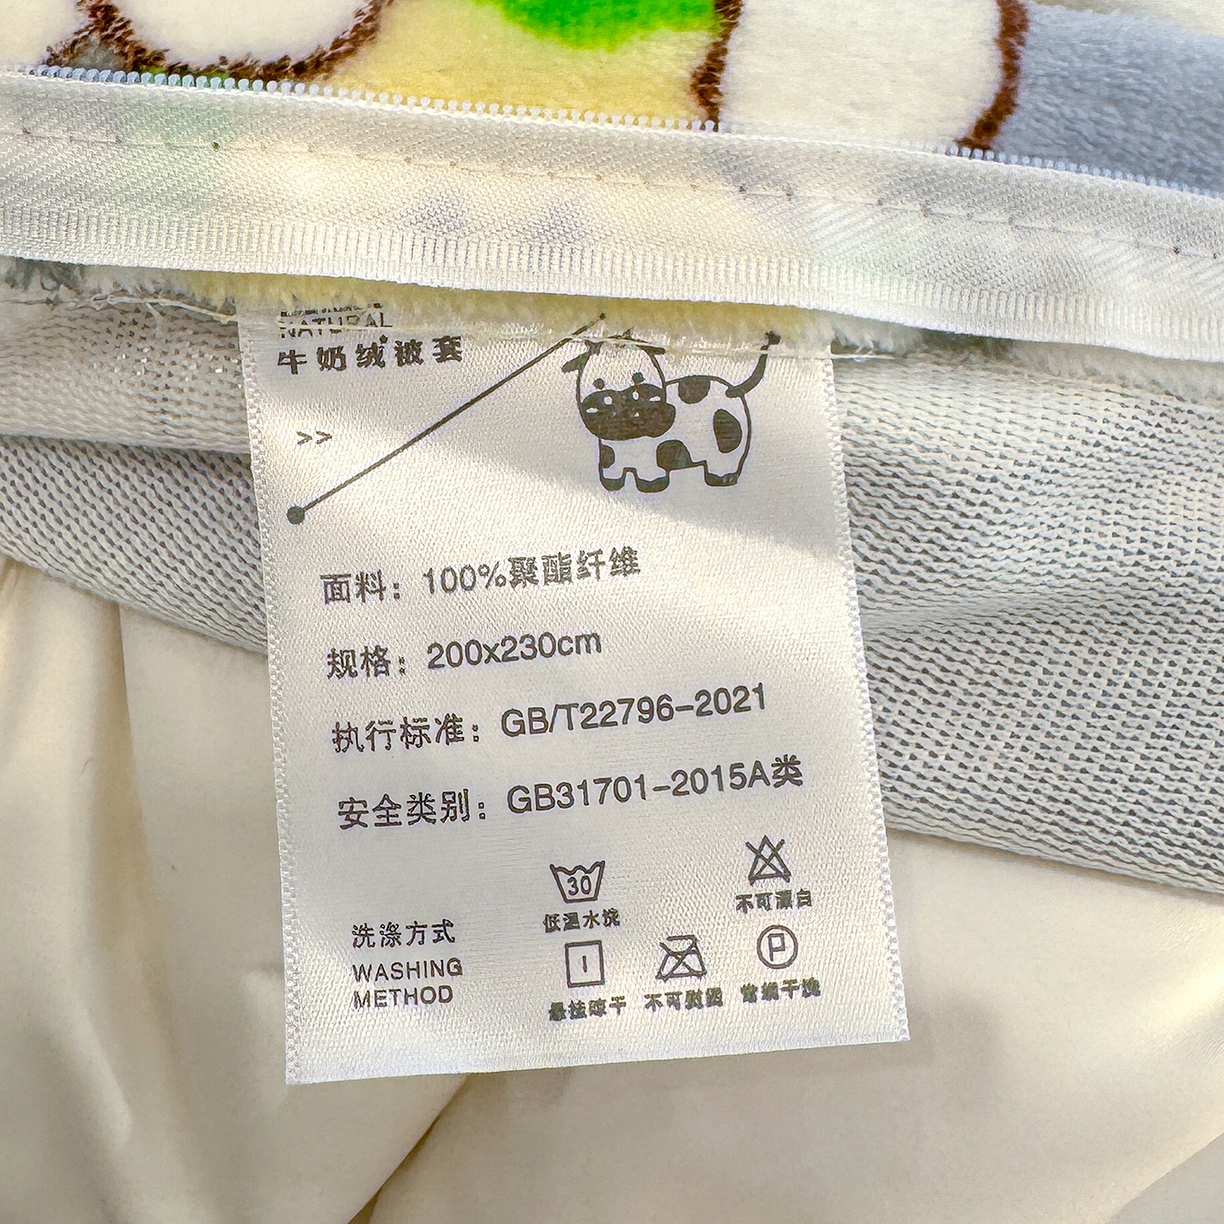 NATURAL
牛奶绒被套
>>
面料：100%聚酯纤维
规格：200x230cm
执行标准：GB/T22796-2021
安全类别：GB31701-2015A类
30
低温水洗
不可漂白
洗涤方式
WASHING
METHOD
P
悬挂晾干
不可熨烫
常规干洗